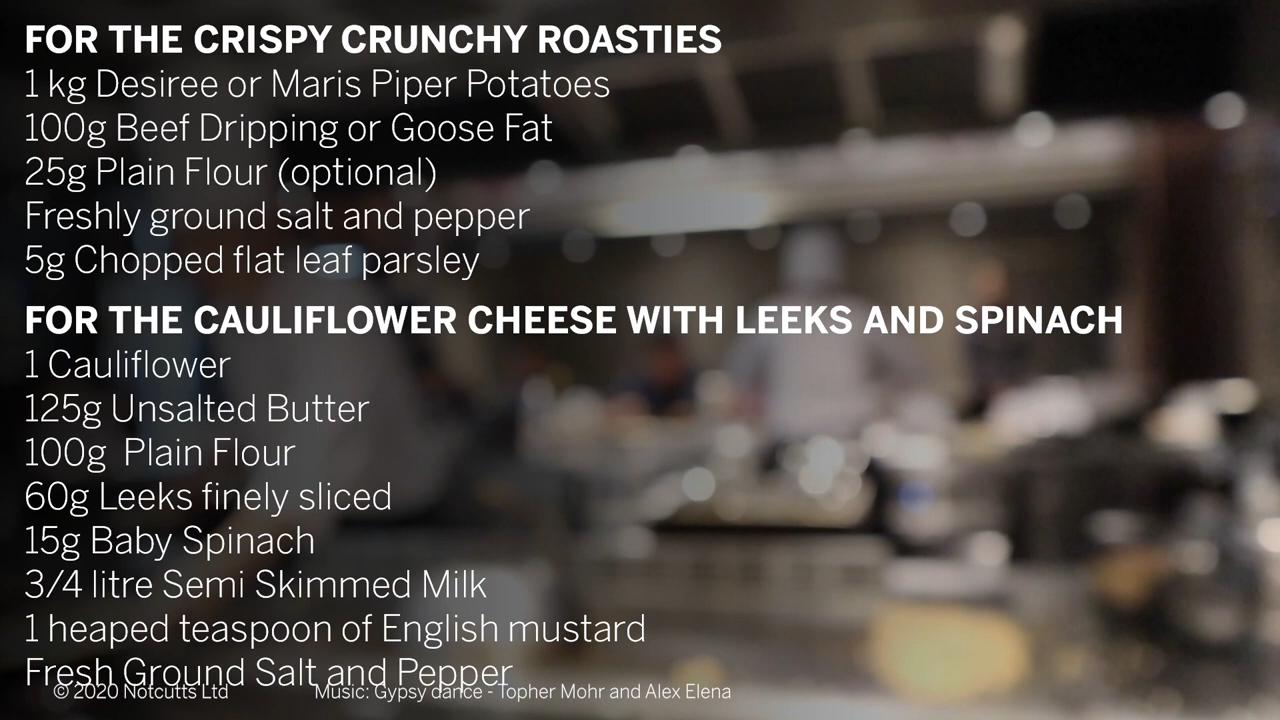 FOR THE CRISPY CRUNCHY ROASTIES
1 kg Desiree or Maris Piper Potatoes
100g Beef Dripping or Goose Fat
25g Plain Flour (optional)
Freshly ground salt and pepper
5g Chopped flat leaf parsley
FOR THE CAULIFLOWER CHEESE WITH LEEKS AND SPINACH
1 Cauliflower
125g Unsalted Butter
100g  Plain Flour
60g Leeks finely sliced
15g Baby Spinach
3/4 litre Semi Skimmed Milk
1 heaped teaspoon of English mustard
Fresh Ground Salt and Pepper
© 2020 Notcutts Ltd Music: Gypsy dance - Topher Mohr and Alex Elena